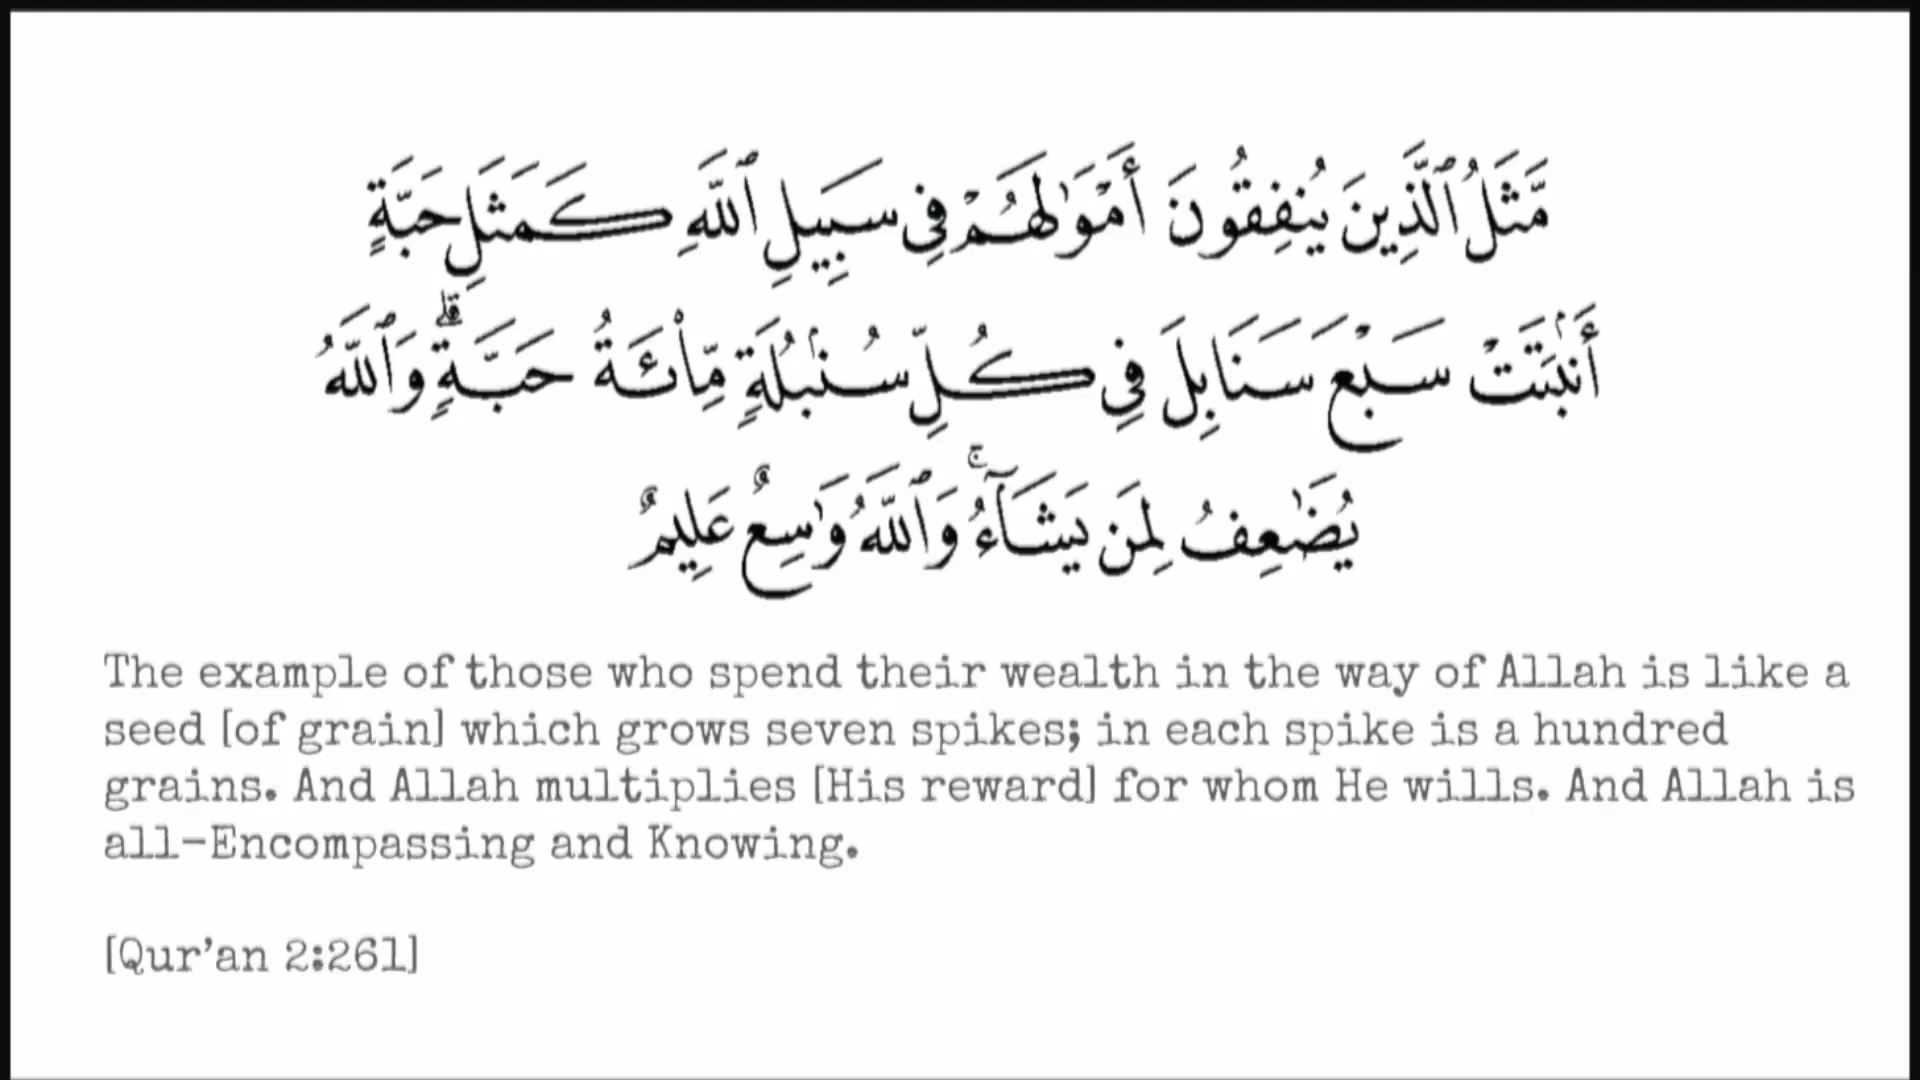 مَّثَلُ ٱلَّذِينَ يُنفِقُونَ أَمْوَٰلَهُمْ فِى سَبِيلِ ٱللَّهِ كَمَثَلِ حَبَّةٍ
أَنۢبَتَتْ سَبْعَ سَنَابِلَ فِى كُلِّ سُنۢبُلَةٍ مِّا۟ئَةُ حَبَّةٍ ۗ وَٱللَّهُ
يُضَٰعِفُ لِمَن يَشَآءُ ۚ وَٱللَّهُ وَٰسِعٌ عَلِيمٌ
The example of those who spend their wealth in the way of Allah is like a
seed [of grain] which grows seven spikes; in each spike is a hundred
grains. And Allah multiplies [His reward] for whom He wills. And Allah is
all-Encompassing and Knowing.
[Qur’an 2:261]